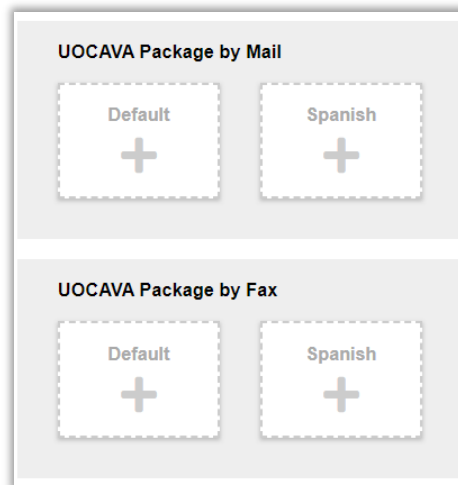 UOCAVA Package by Mail
Default Spanish
UOCAVA Package by Fax
Default Spanish